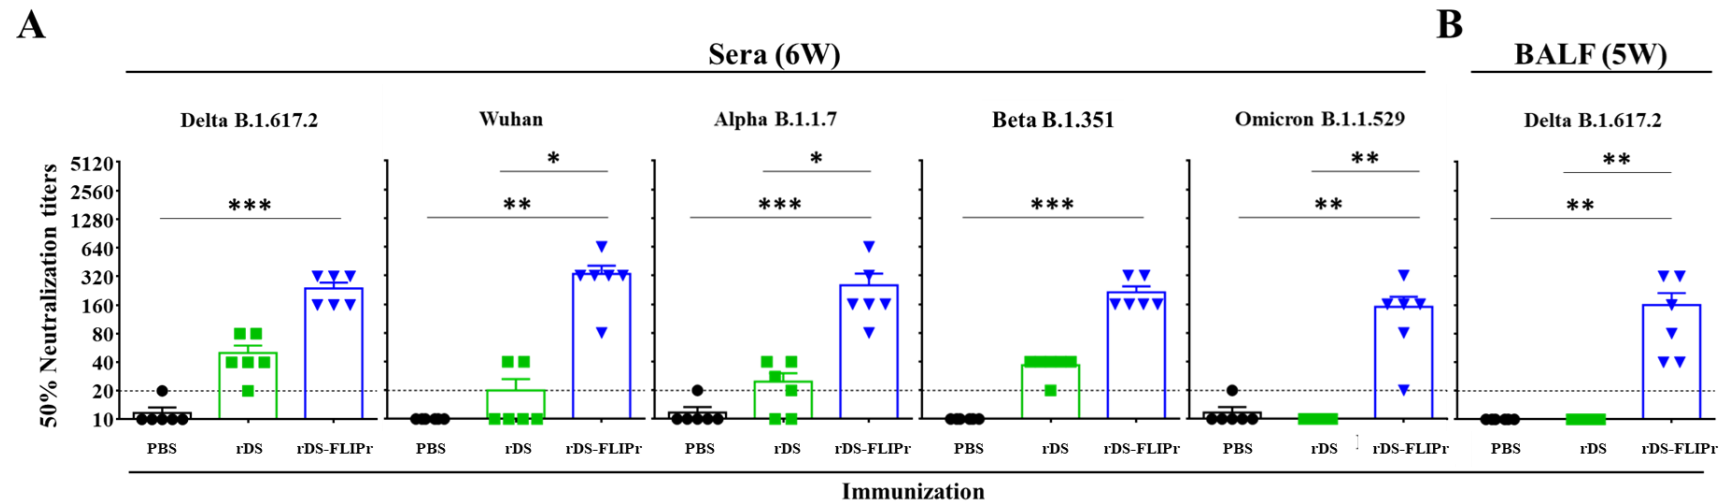 A
B
Sera (6W)
BALF (5W)
Delta B.1.617.2
Wuhan
Alpha B.1.1.7
Beta B.1.351
Omicron B.1.1.529
Delta B.1.617.2
50% Neutralization titers
5120
2560
1280
640
320
160
80
40
20
10
***
*
**
*
***
***
**
**
**
**
PBS rDS rDS-FLIPr
PBS rDS rDS-FLIPr
PBS rDS rDS-FLIPr
PBS rDS rDS-FLIPr
PBS rDS rDS-FLIPr
PBS rDS rDS-FLIPr
Immunization